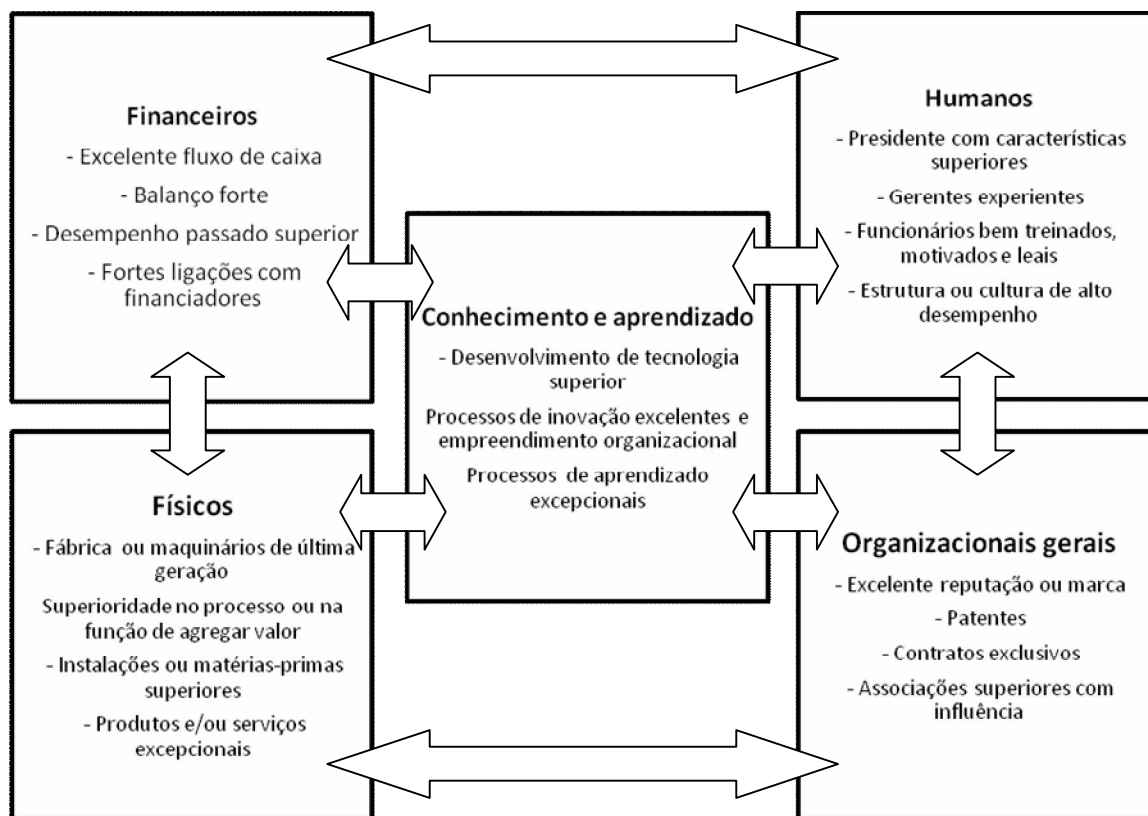 Financeiros
- Excelente fluxo de caixa
- Balanço forte
- Desempenho passado superior
- Fortes ligações com
financiadores
Humanos
- Presidente com características
superiores
- Gerentes experientes
- Funcionários bem treinados,
motivados e leais
- Estrutura ou cultura de alto
desempenho
Conhecimento e aprendizado
- Desenvolvimento de tecnologia
superior
Processos de inovação excelentes e
empreendimento organizacional
Processos de aprendizado
excepcionais
Físicos
- Fábrica ou maquinários de última
geração
Superioridade no processo ou na
função de agregar valor
- Instalações ou matérias-primas
superiores
- Produtos e/ou serviços
excepcionais
Organizacionais gerais
- Excelente reputação ou marca
- Patentes
- Contratos exclusivos
- Associações superiores com
influência